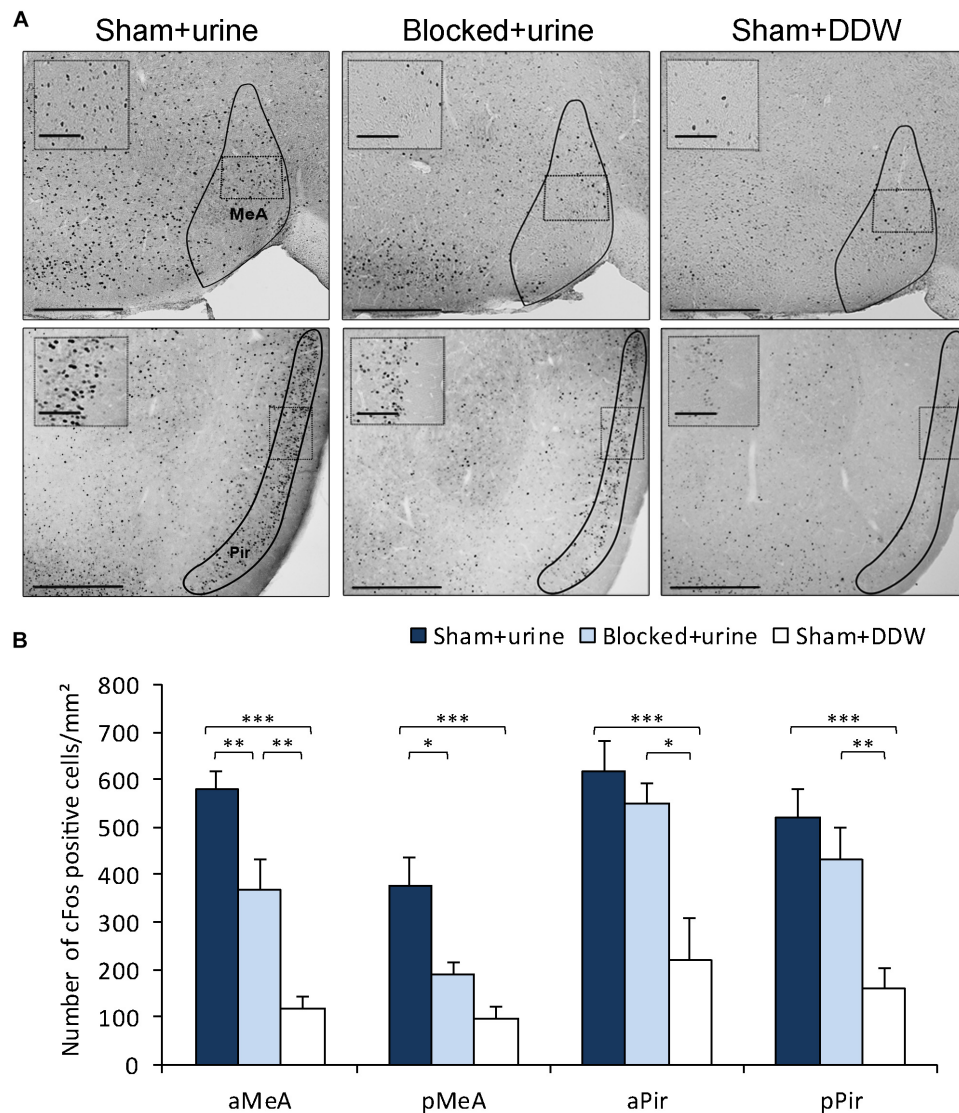 A
Sham+urine Blocked+urine Sham+DDW
MeA
Pir
B
Sham+urine Blocked+urine Sham+DDW
Number of cFos positive cells/mm²
800
700
600
500
400
300
200
100
0
*** *** *** ***
** ** * * **
aMeA pMeA aPir pPir